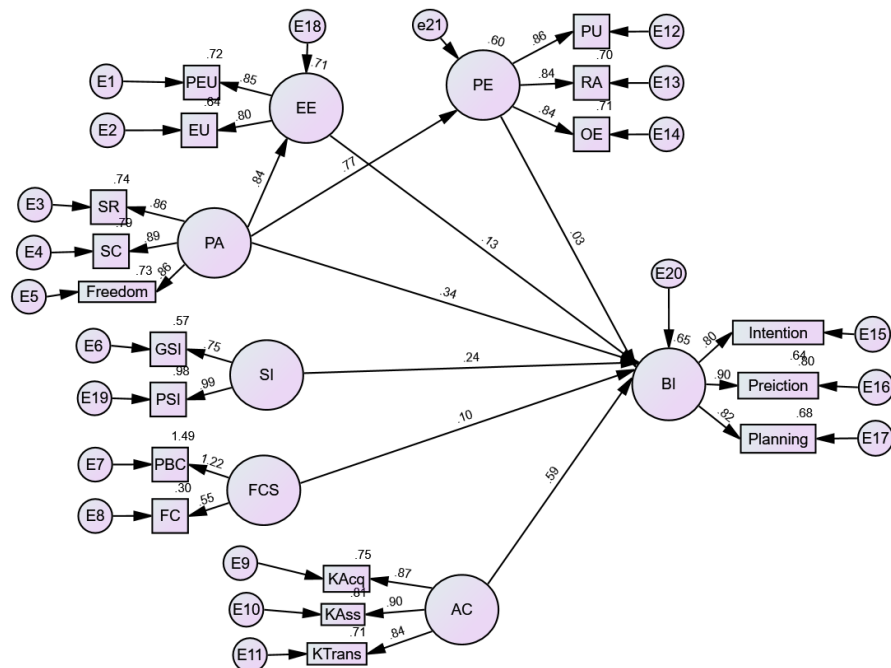 E18
.71
EE
.72
E1
PEU
.85
.64
E2
EU
.80
e21
.60
PE
.86
PU
E12
.70
.84
RA
E13
.71
.84
OE
E14
.84
.77
.74
E3
SR
.86
.79
E4
SC
.89
.73
E5
Freedom
.86
PA
.13
.03
.34
.57
E6
GSI
.75
.98
E19
PSI
.99
SI
.24
1.49
E7
PBC
1.22
.30
E8
FC
.55
FCS
.10
.75
E9
KAcq
.87
.81
E10
KAss
.90
.71
E11
KTrans
.84
AC
.59
E20
.65
BI
.80
Intention
E15
.64
.90
.80
Preiction
E16
.82
.68
Planning
E17